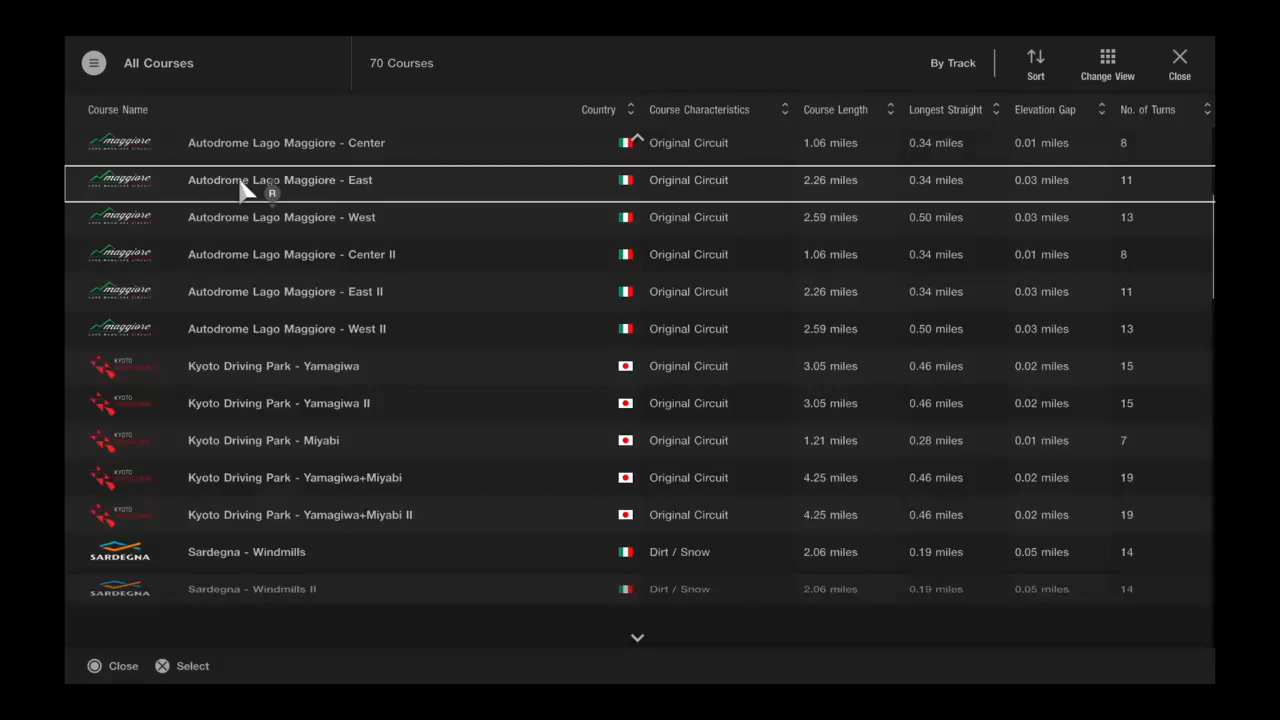 All Courses 70 Courses By Track Sort Change View Close
Course Name Country Course Characteristics Course Length Longest Straight Elevation Gap No. of Turns
maggiore Autodrome Lago Maggiore - Center Original Circuit 1.06 miles 0.34 miles 0.01 miles 8
maggiore Autodrome Lago Maggiore - East Original Circuit 2.26 miles 0.34 miles 0.03 miles 11
R
maggiore Autodrome Lago Maggiore - West Original Circuit 2.59 miles 0.50 miles 0.03 miles 13
maggiore Autodrome Lago Maggiore - Center II Original Circuit 1.06 miles 0.34 miles 0.01 miles 8
maggiore Autodrome Lago Maggiore - East II Original Circuit 2.26 miles 0.34 miles 0.03 miles 11
maggiore Autodrome Lago Maggiore - West II Original Circuit 2.59 miles 0.50 miles 0.03 miles 13
KYOTO Kyoto Driving Park - Yamagiwa Original Circuit 3.05 miles 0.46 miles 0.02 miles 15
KYOTO Kyoto Driving Park - Yamagiwa II Original Circuit 3.05 miles 0.46 miles 0.02 miles 15
KYOTO Kyoto Driving Park - Miyabi Original Circuit 1.21 miles 0.28 miles 0.01 miles 7
KYOTO Kyoto Driving Park - Yamagiwa+Miyabi Original Circuit 4.25 miles 0.46 miles 0.02 miles 19
KYOTO Kyoto Driving Park - Yamagiwa+Miyabi II Original Circuit 4.25 miles 0.46 miles 0.02 miles 19
SARDEGNA Sardegna - Windmills Dirt / Snow 2.06 miles 0.19 miles 0.05 miles 14
SARDEGNA Sardegna - Windmills II Dirt / Snow 2.06 miles 0.19 miles 0.05 miles 14
Close Select